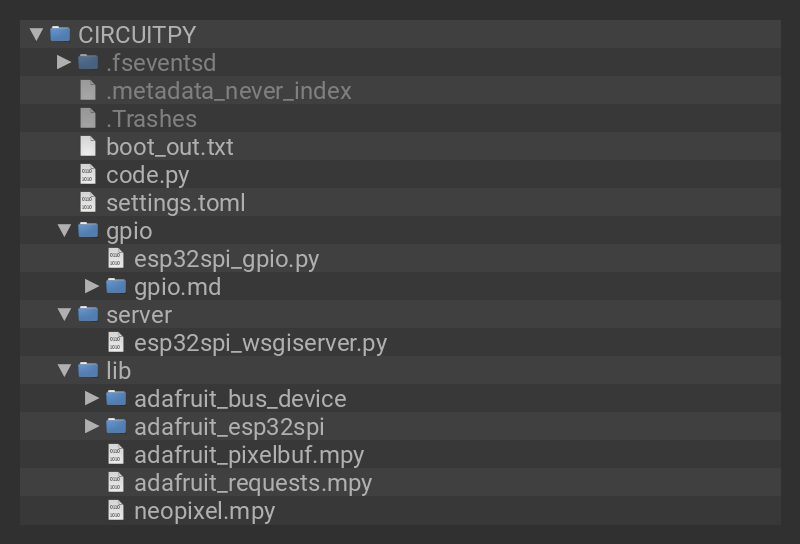 CIRCUITPY
.fseventsd
.metadata_never_index
.Trashes
boot_out.txt
code.py
settings.toml
gpio
esp32spi_gpio.py
gpio.md
server
esp32spi_wsgiserver.py
lib
adafruit_bus_device
adafruit_esp32spi
adafruit_pixelbuf.mpy
adafruit_requests.mpy
neopixel.mpy